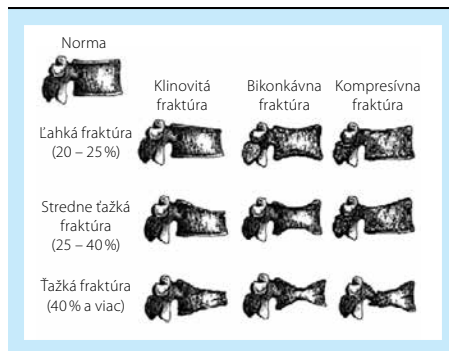 Norma
Klinovitá
fraktúra
Bikonkávna
fraktúra
Kompresívna
fraktúra
Ľahká fraktúra
(20 – 25 %)
Stredne ťažká
fraktúra
(25 – 40 %)
Ťažká fraktúra
(40 % a viac)